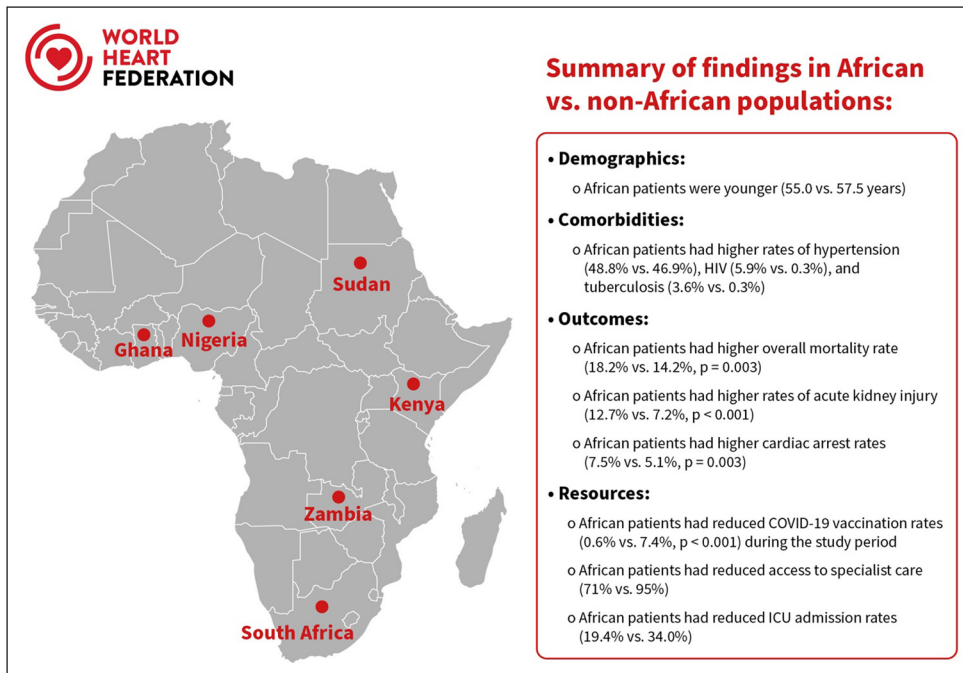 WORLD
HEART
FEDERATION
Summary of findings in African
vs. non-African populations:
• Demographics:
o African patients were younger (55.0 vs. 57.5 years)
• Comorbidities:
o African patients had higher rates of hypertension
(48.8% vs. 46.9%), HIV (5.9% vs. 0.3%), and
tuberculosis (3.6% vs. 0.3%)
• Outcomes:
o African patients had higher overall mortality rate
(18.2% vs. 14.2%, p = 0.003)
o African patients had higher rates of acute kidney injury
(12.7% vs. 7.2%, p < 0.001)
o African patients had higher cardiac arrest rates
(7.5% vs. 5.1%, p = 0.003)
• Resources:
o African patients had reduced COVID-19 vaccination rates
(0.6% vs. 7.4%, p < 0.001) during the study period
o African patients had reduced access to specialist care
(71% vs. 95%)
o African patients had reduced ICU admission rates
(19.4% vs. 34.0%)
Sudan
Nigeria
Ghana
Kenya
Zambia
South Africa